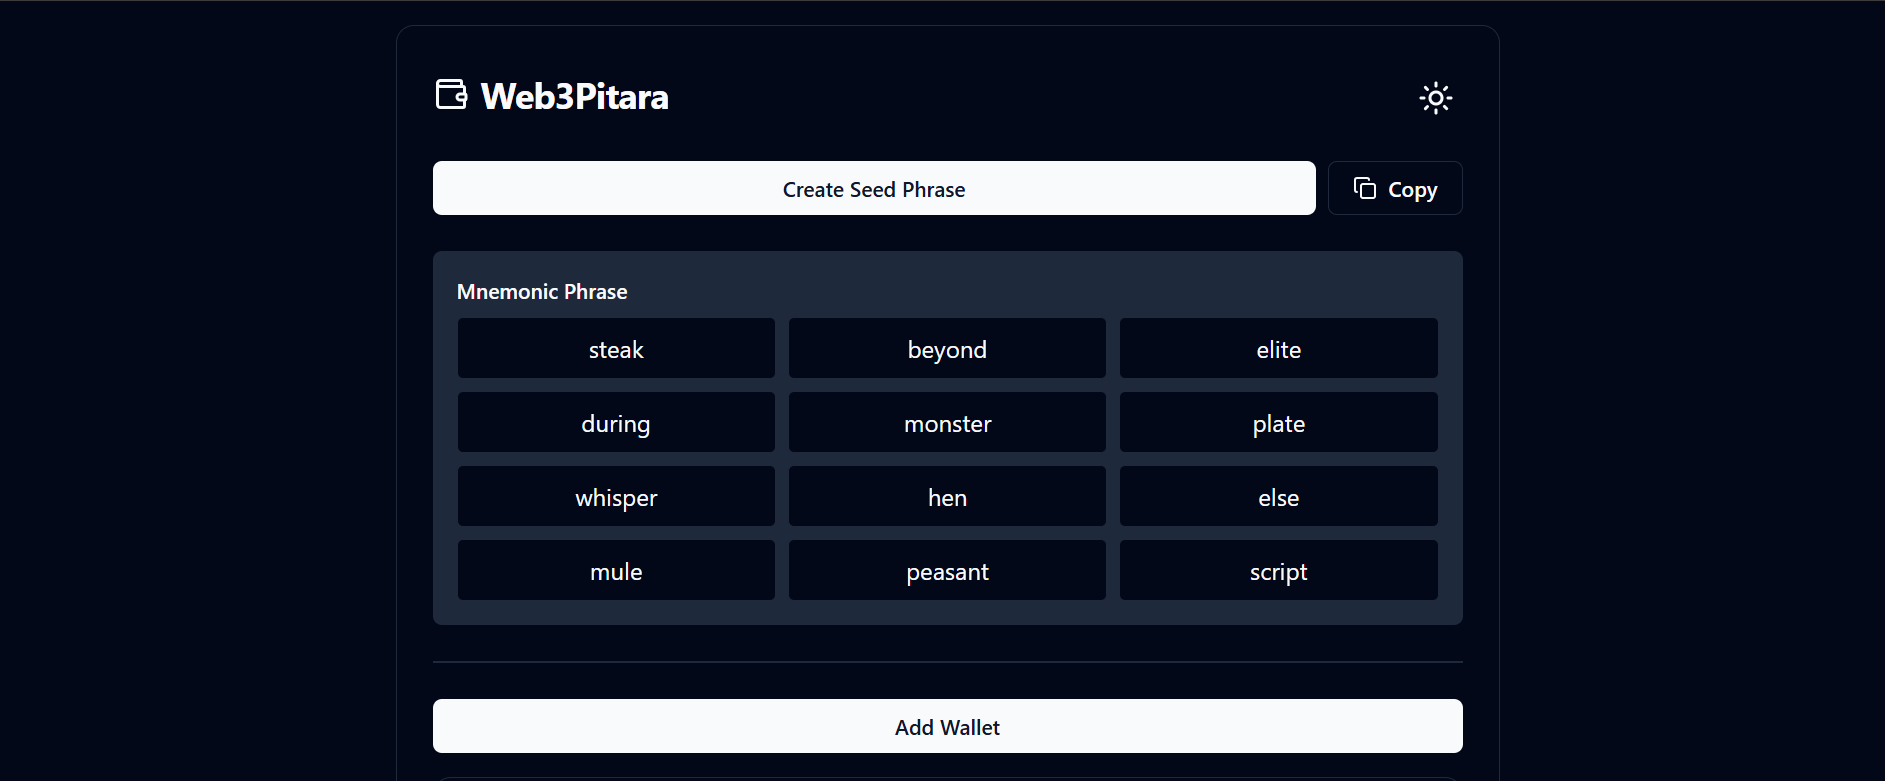 Web3Pitara
Create Seed Phrase
Copy
Mnemonic Phrase
steak beyond elite
during monster plate
whisper hen else
mule peasant script
Add Wallet